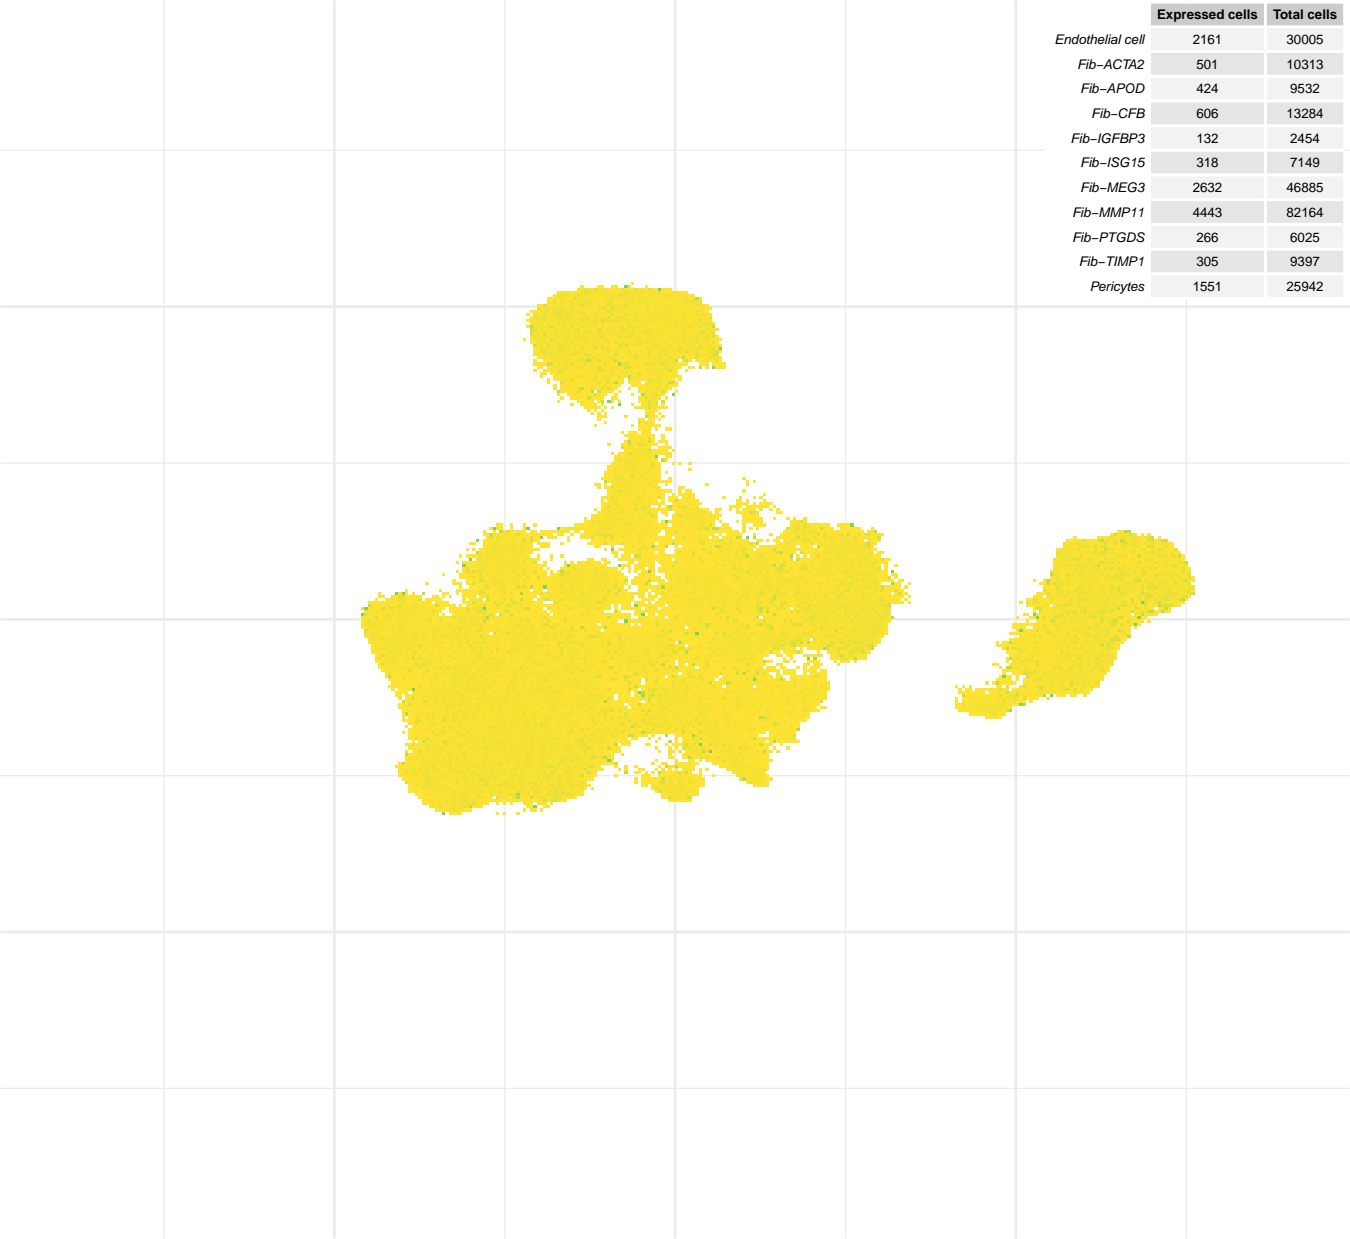 Expressed cells Total cells
Endothelial cell 2161 30005
Fib−ACTA2 501 10313
Fib−APOD 424 9532
Fib−CFB 606 13284
Fib−IGFBP3 132 2454
Fib−ISG15 318 7149
Fib−MEG3 2632 46885
Fib−MMP11 4443 82164
Fib−PTGDS 266 6025
Fib−TIMP1 305 9397
Pericytes 1551 25942